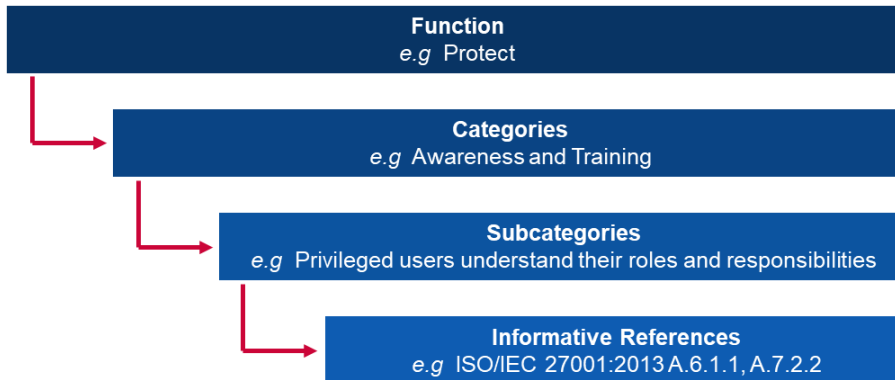 Function
e.g Protect
Categories
e.g Awareness and Training
Subcategories
e.g Privileged users understand their roles and responsibilities
Informative References
e.g ISO/IEC 27001:2013 A.6.1.1, A.7.2.2